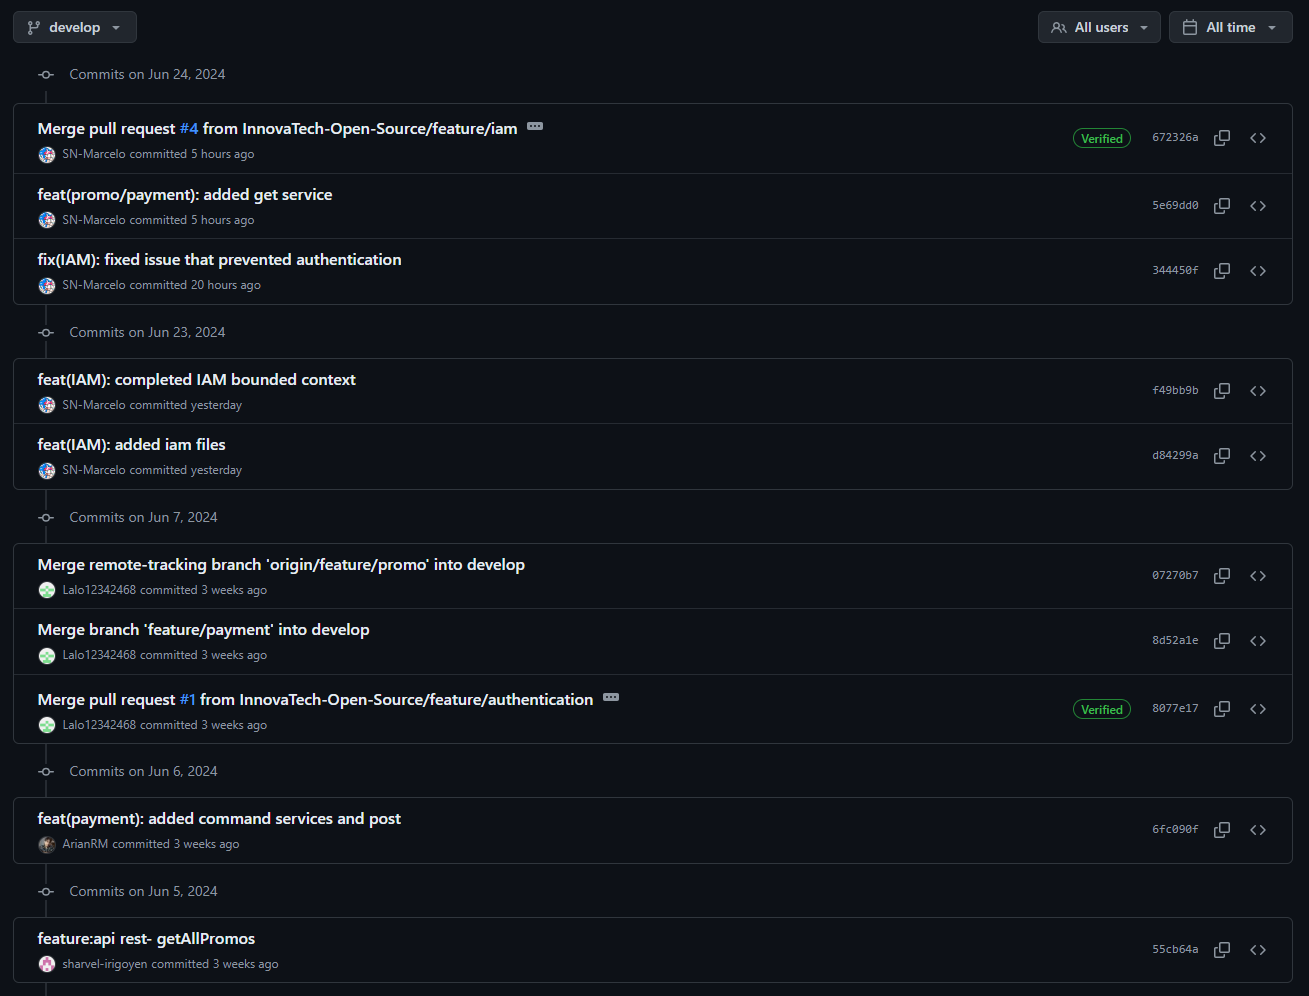 develop
All users
All time
Commits on Jun 24, 2024
Merge pull request #4 from InnovaTech-Open-Source/feature/iam
SN-Marcelo committed 5 hours ago
Verified
672326a
feat(promo/payment): added get service
SN-Marcelo committed 5 hours ago
5e69dd0
fix(IAM): fixed issue that prevented authentication
SN-Marcelo committed 20 hours ago
344450f
Commits on Jun 23, 2024
feat(IAM): completed IAM bounded context
SN-Marcelo committed yesterday
f49bb9b
feat(IAM): added iam files
SN-Marcelo committed yesterday
d84299a
Commits on Jun 7, 2024
Merge remote-tracking branch 'origin/feature/promo' into develop
Lalo12342468 committed 3 weeks ago
07270b7
Merge branch 'feature/payment' into develop
Lalo12342468 committed 3 weeks ago
8d52a1e
Merge pull request #1 from InnovaTech-Open-Source/feature/authentication
Lalo12342468 committed 3 weeks ago
Verified
8077e17
Commits on Jun 6, 2024
feat(payment): added command services and post
ArianRM committed 3 weeks ago
6fc090f
Commits on Jun 5, 2024
feature:api rest- getAllPromos
sharvel-irigoyen committed 3 weeks ago
55cb64a